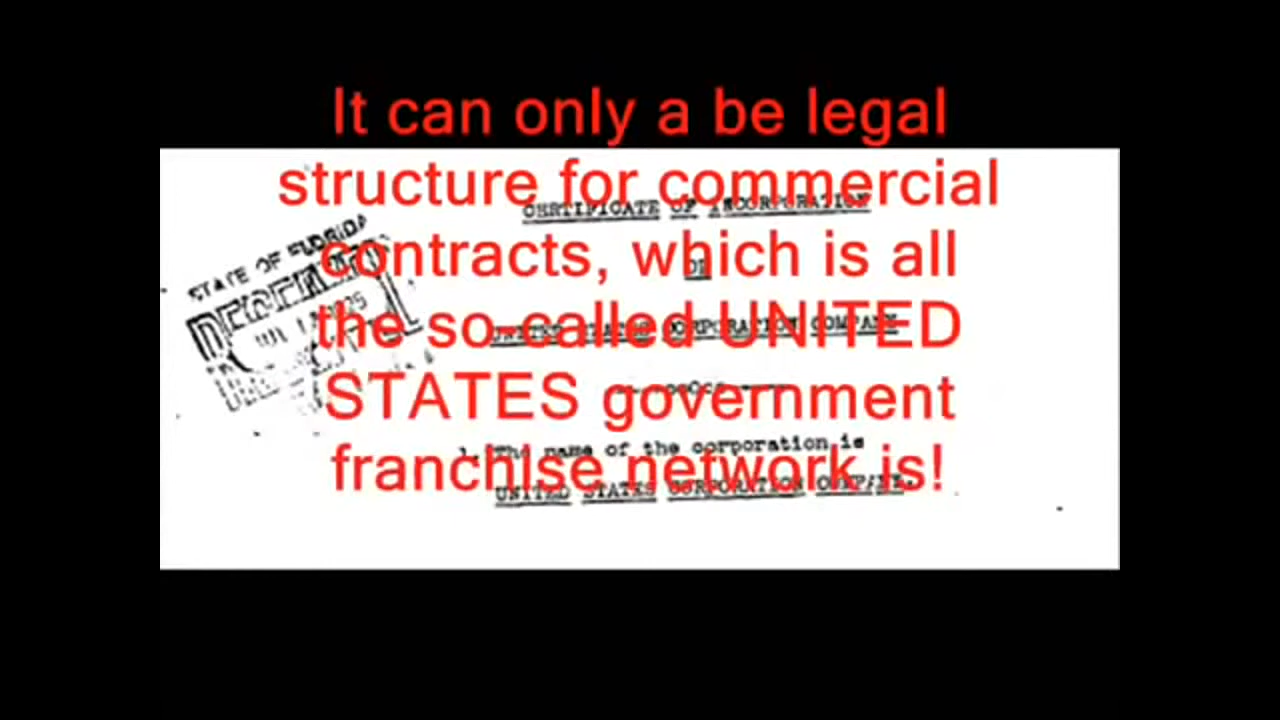 It can only a be legal
structure for commercial
CERTIFICATE OF INCORPORATION
STATE OF FLORIDA
contracts, which is all
OF
the so-called UNITED
UNITED STATES CORPORATION COMPANY
STATES government
1. The name of the corporation is
franchise network is!
UNITED STATES CORPORATION COMPANY.